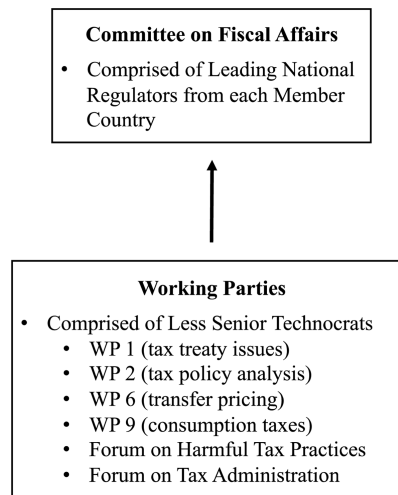 Committee on Fiscal Affairs
• Comprised of Leading National
Regulators from each Member
Country
Working Parties
• Comprised of Less Senior Technocrats
• WP 1 (tax treaty issues)
• WP 2 (tax policy analysis)
• WP 6 (transfer pricing)
• WP 9 (consumption taxes)
• Forum on Harmful Tax Practices
• Forum on Tax Administration